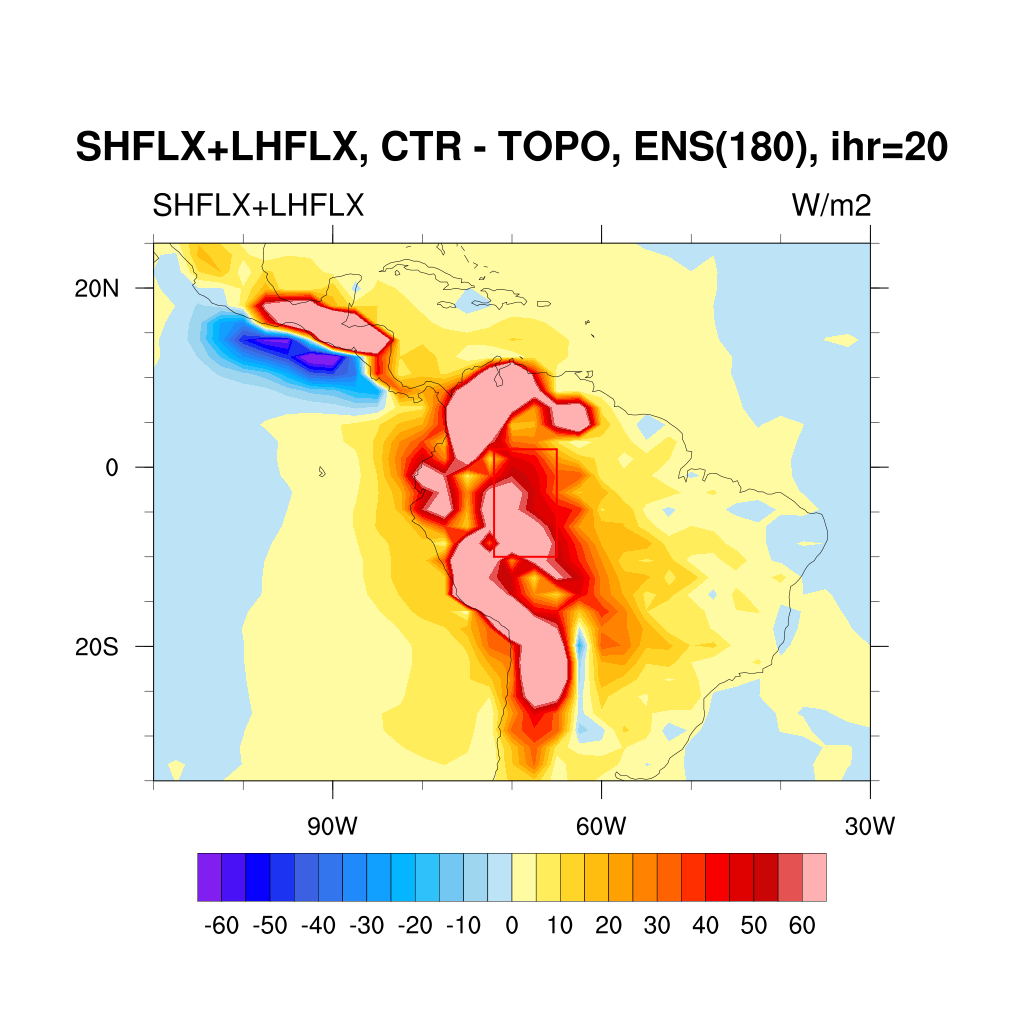 SHFLX+LHFLX, CTR - TOPO, ENS(180), ihr=20
SHFLX+LHFLX W/m2
20N
0
20S
90W 60W 30W
-60 -50 -40 -30 -20 -10 0 10 20 30 40 50 60